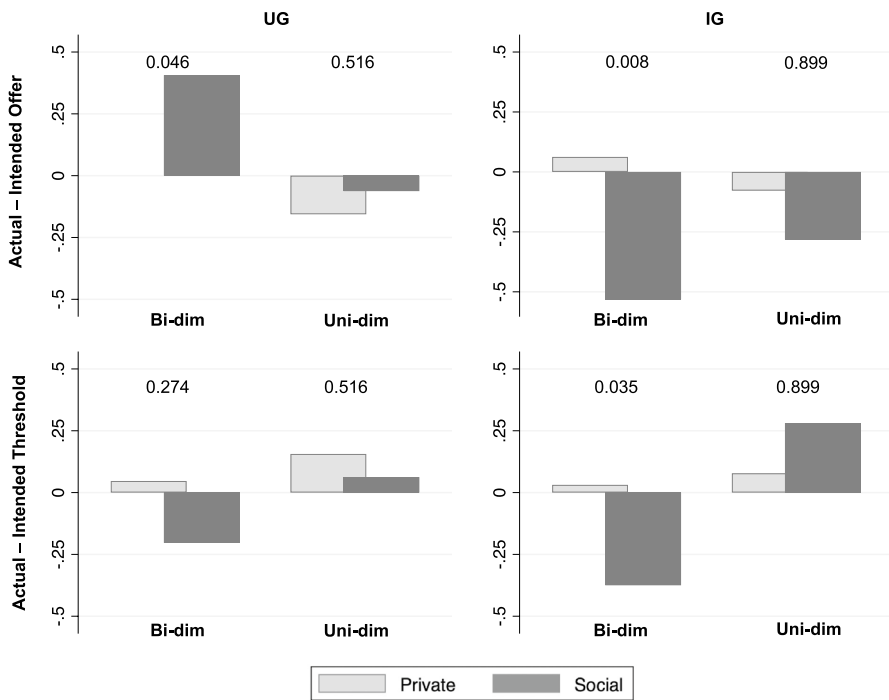 UG
IG
Actual – Intended Offer
.5
.25
0
-.25
-.5
0.046
0.516
Bi-dim
Uni-dim
.5
.25
0
-.25
-.5
0.008
0.899
Bi-dim
Uni-dim
Actual – Intended Threshold
.5
.25
0
-.25
-.5
0.274
0.516
Bi-dim
Uni-dim
.5
.25
0
-.25
-.5
0.035
0.899
Bi-dim
Uni-dim
Private
Social